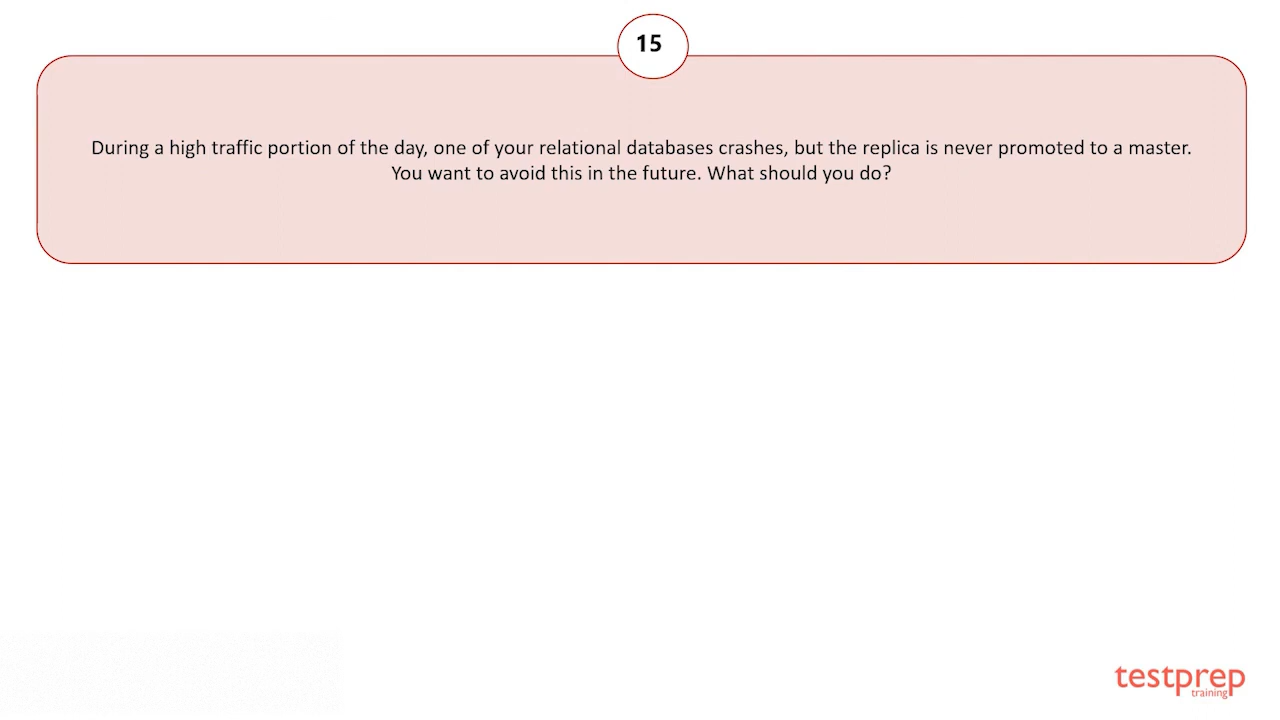 15
During a high traffic portion of the day, one of your relational databases crashes, but the replica is never promoted to a master.
You want to avoid this in the future. What should you do?
testprep
training